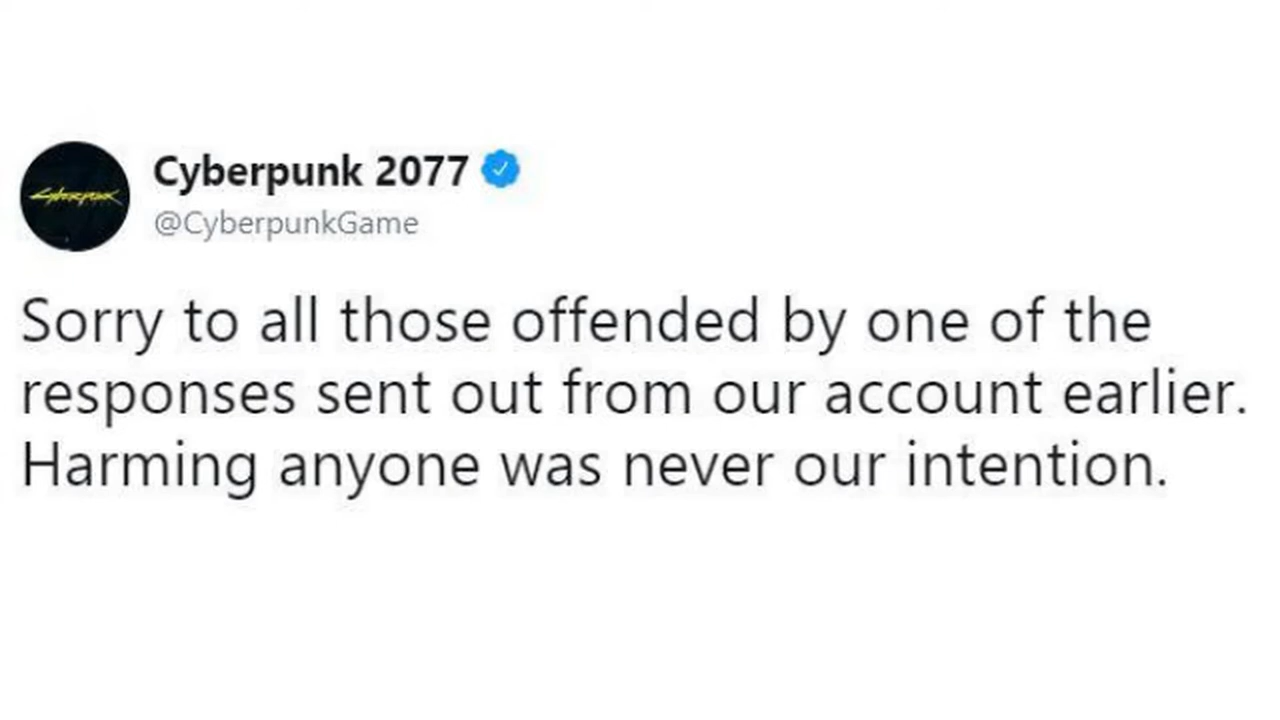 Cyberpunk
Cyberpunk 2077
@CyberpunkGame
Sorry to all those offended by one of the
responses sent out from our account earlier.
Harming anyone was never our intention.